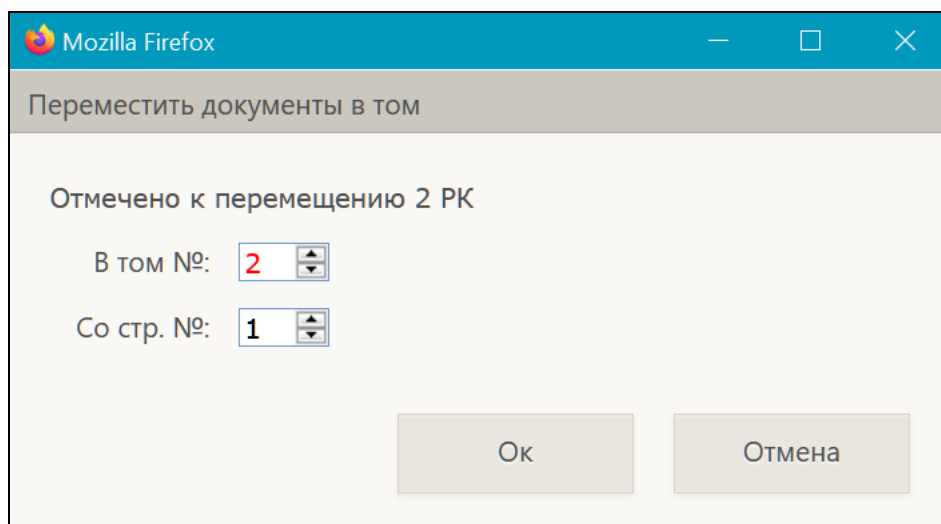 Mozilla Firefox
Переместить документы в том
Отмечено к перемещению 2 РК
В том №: 2
Со стр. №: 1
Ок Отмена